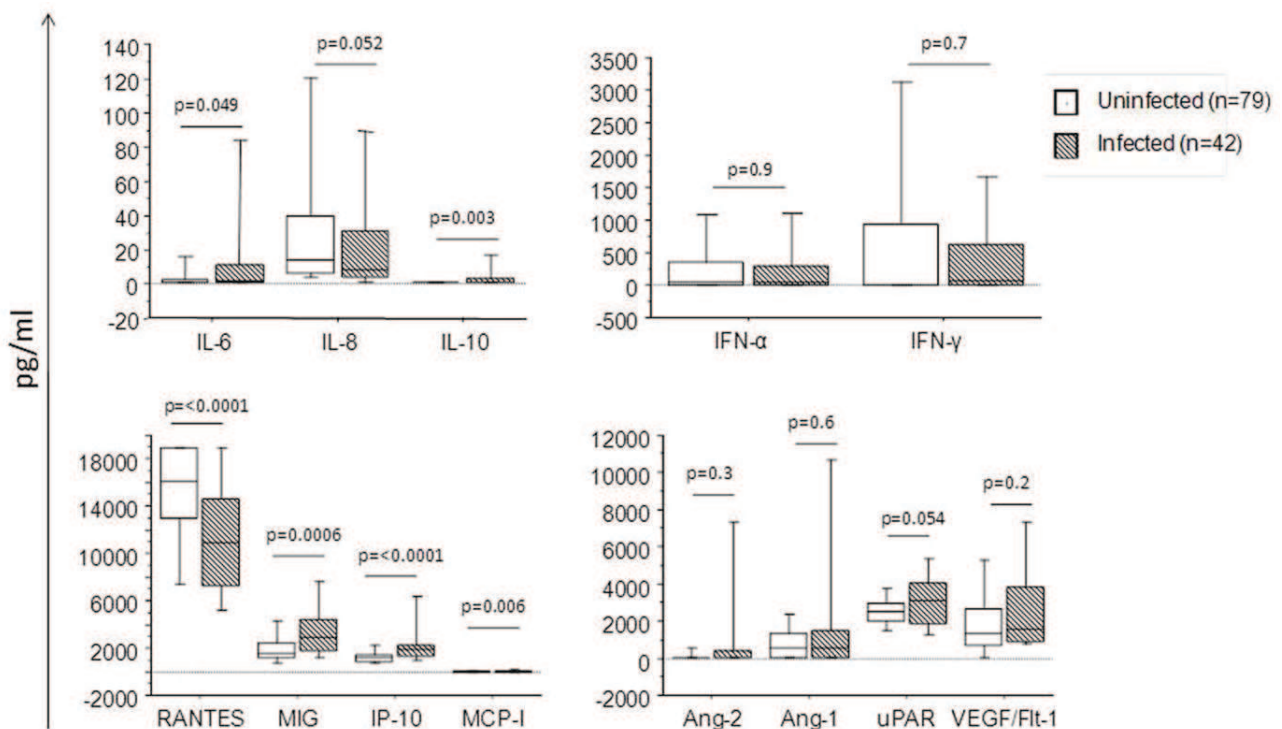 pg/ml
140
120
100
80
60
40
20
0
-20
p=0.049
p=0.052
p=0.003
IL-6 IL-8 IL-10
3500
3000
2500
2000
1500
1000
500
0
-500
p=0.9
p=0.7
IFN-α IFN-γ
Uninfected (n=79)
Infected (n=42)
18000
14000
10000
6000
2000
-2000
p=<0.0001
p=0.0006
p=<0.0001
p=0.006
RANTES MIG IP-10 MCP-I
12000
10000
8000
6000
4000
2000
0
-2000
p=0.3
p=0.6
p=0.054
p=0.2
Ang-2 Ang-1 uPAR VEGF/Flt-1